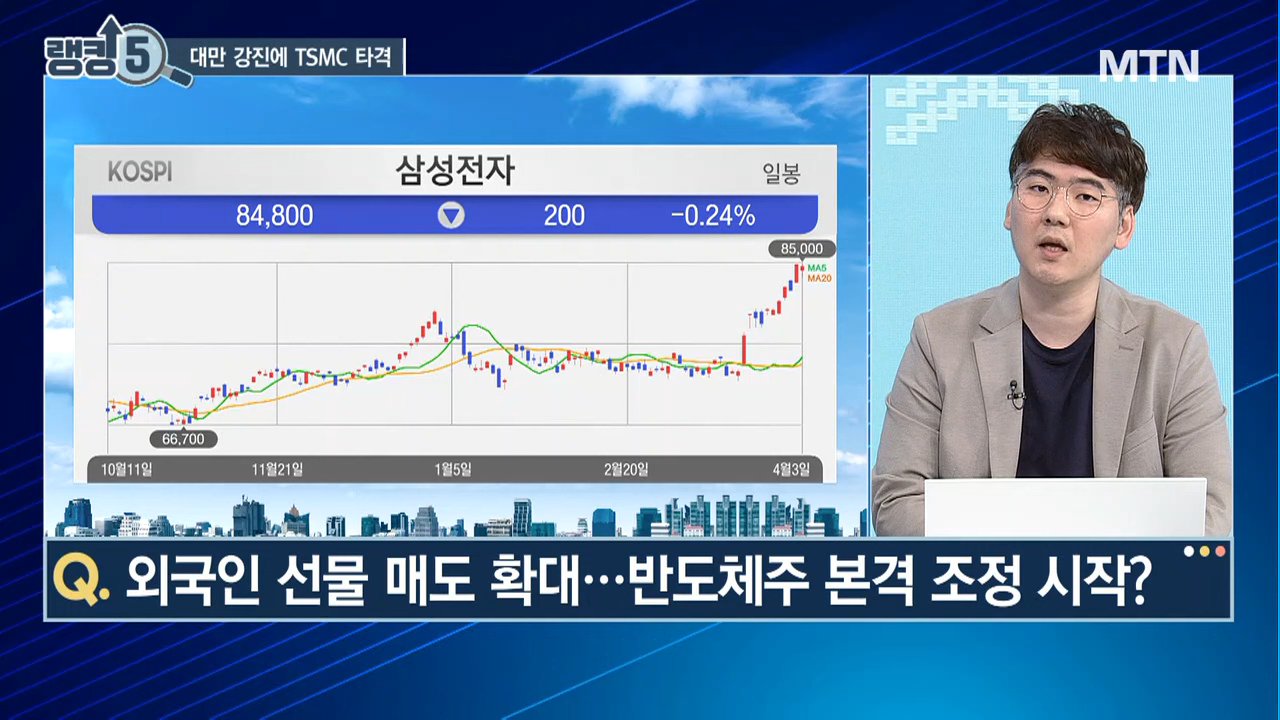 랭킹5
대만 강진에 TSMC 타격
MTN
KOSPI 삼성전자 일봉
84,800 200 -0.24%
85,000
MA5
MA20
66,700
10월11일 11월21일 1월5일 2월20일 4월3일
Q. 외국인 선물 매도 확대…반도체주 본격 조정 시작?